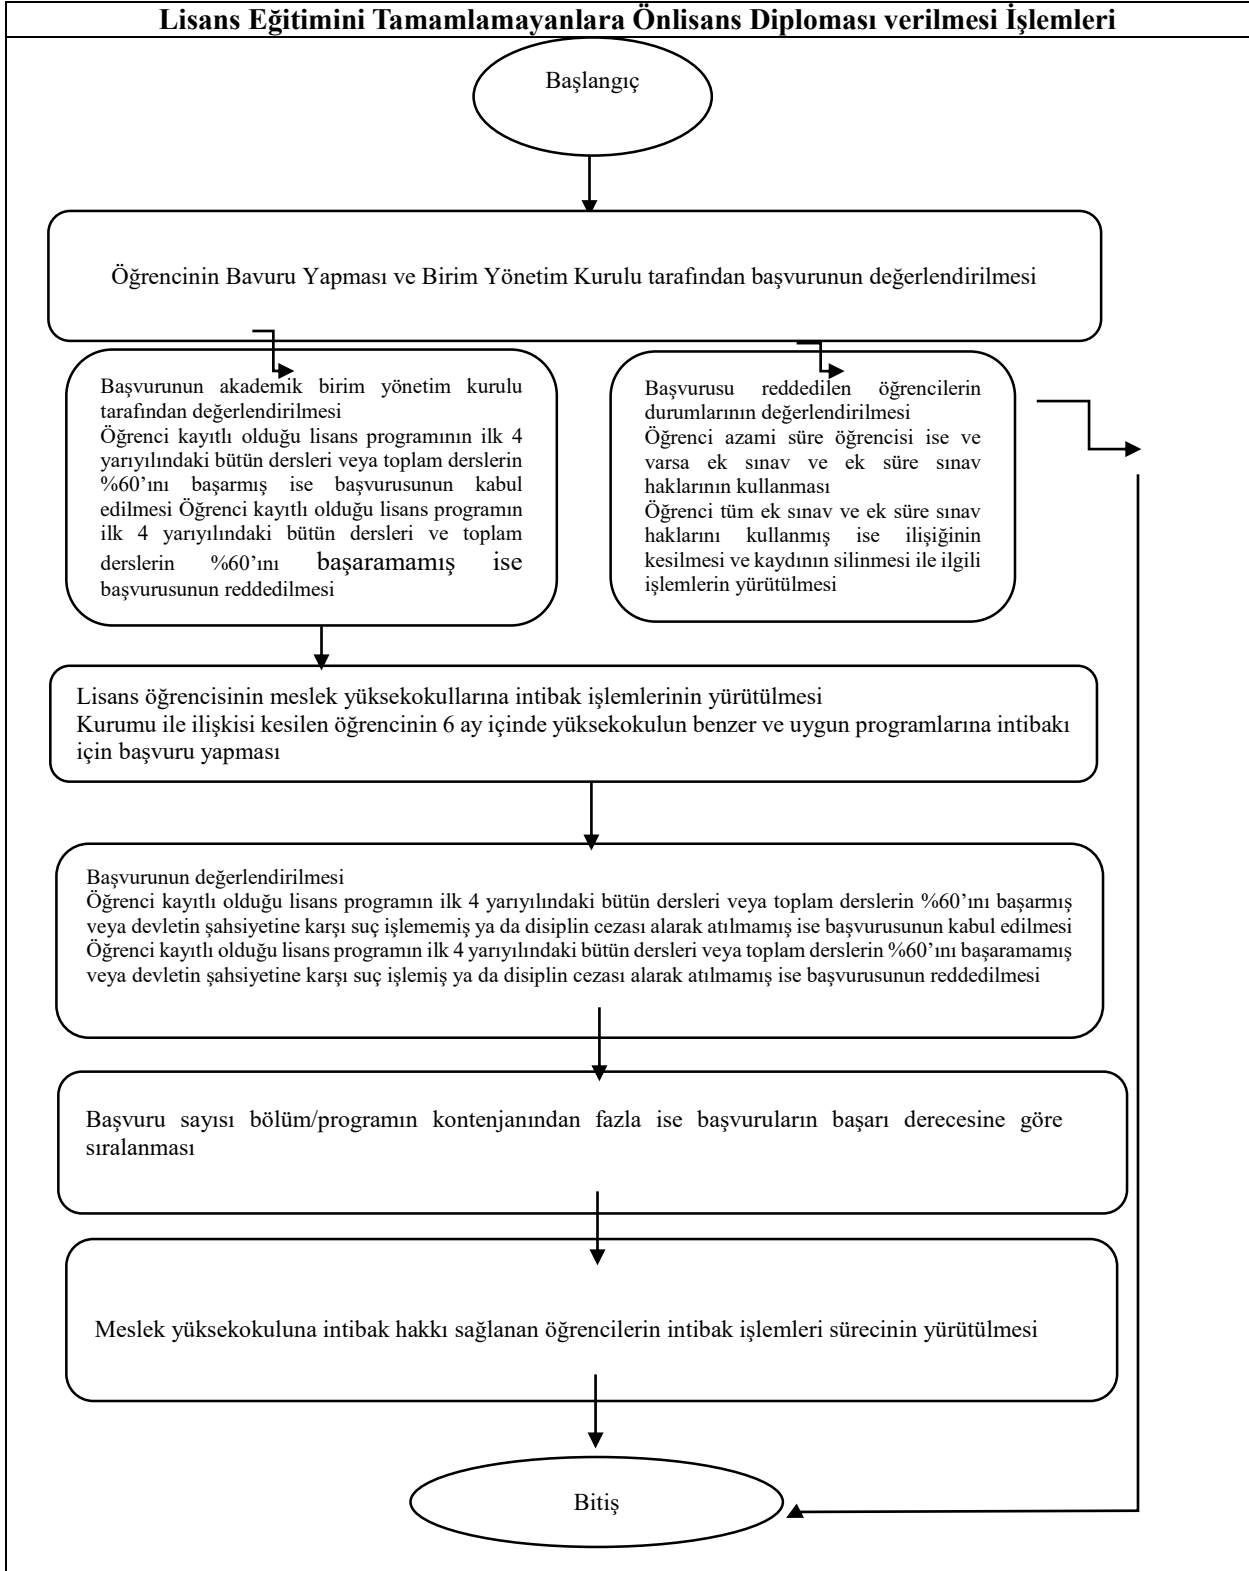 Lisans Eğitimini Tamamlamayanlara Önlisans Diploması verilmesi İşlemleri
Başlangıç
Öğrencinin Bavuru Yapması ve Birim Yönetim Kurulu tarafından başvurunun değerlendirilmesi
Başvurunun akademik birim yönetim kurulu
tarafından değerlendirilmesi
Öğrenci kayıtlı olduğu lisans programının ilk 4
yarıyılındaki bütün dersleri veya toplam derslerin
%60’ını başarmış ise başvurusunun kabul
edilmesi Öğrenci kayıtlı olduğu lisans programın
ilk 4 yarıyılındaki bütün dersleri ve toplam
derslerin %60’ını başaramamış ise
başvurusunun reddedilmesi
Başvurusu reddedilen öğrencilerin
durumlarının değerlendirilmesi
Öğrenci azami süre öğrencisi ise ve
varsa ek sınav ve ek süre sınav
haklarının kullanması
Öğrenci tüm ek sınav ve ek süre sınav
haklarını kullanmış ise ilişiğinin
kesilmesi ve kaydının silinmesi ile ilgili
işlemlerin yürütülmesi
Lisans öğrencisinin meslek yüksekokullarına intibak işlemlerinin yürütülmesi
Kurumu ile ilişkisi kesilen öğrencinin 6 ay içinde yüksekokulun benzer ve uygun programlarına intibakı
için başvuru yapması
Başvurunun değerlendirilmesi
Öğrenci kayıtlı olduğu lisans programın ilk 4 yarıyılındaki bütün dersleri veya toplam derslerin %60’ını başarmış
veya devletin şahsiyetine karşı suç işlememiş ya da disiplin cezası alarak atılmamış ise başvurusunun kabul edilmesi
Öğrenci kayıtlı olduğu lisans programın ilk 4 yarıyılındaki bütün dersleri veya toplam derslerin %60’ını başaramamış
veya devletin şahsiyetine karşı suç işlemiş ya da disiplin cezası alarak atılmamış ise başvurusunun reddedilmesi
Başvuru sayısı bölüm/programın kontenjanından fazla ise başvuruların başarı derecesine göre
sıralanması
Meslek yüksekokuluna intibak hakkı sağlanan öğrencilerin intibak işlemleri sürecinin yürütülmesi
Bitiş